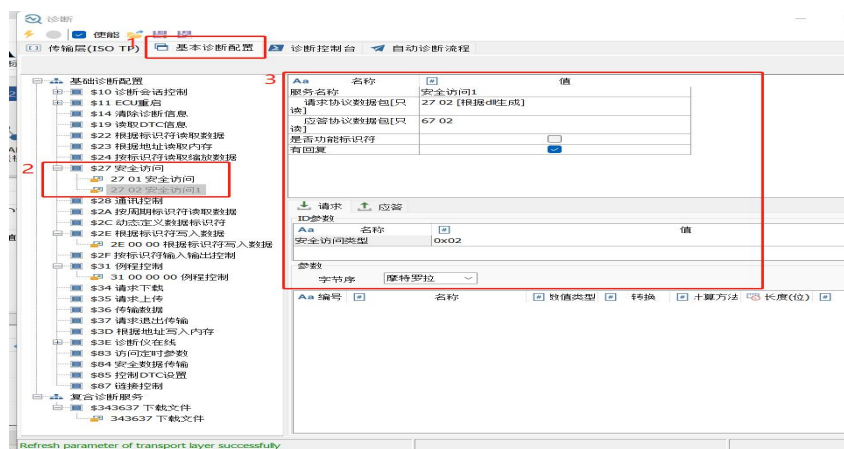 诊断
使能
1
传输层(ISO TP) 基本诊断配置 诊断控制台 自动诊断流程
基础诊断配置
$10 诊断会话控制
$11 ECU重启
$14 清除诊断信息
$19 读取DTC信息
$22 根据标识符读取数据
$23 根据地址读取内存
$24 按标识符读取缩放数据
2
$27 安全访问
27 01 安全访问
27 02 安全访问1
$28 通讯控制
$2A 按周期标识符读取数据
$2C 动态定义数据标识符
$2E 根据标识符写入数据
2E 00 00 根据标识符写入数据
$2F 按标识符输入输出控制
$31 例程控制
31 00 00 00 例程控制
$34 请求下载
$35 请求上传
$36 传输数据
$37 请求退出传输
$3D 根据地址写入内存
$3E 诊断仪在线
$83 访问定时参数
$84 安全数据传输
$85 控制DTC设置
$87 链接控制
复合诊断服务
$343637 下载文件
343637 下载文件
3
Aa 名称 # 值
服务名称 安全访问1
请求协议数据包[只读] 27 02 [根据dll生成]
应答协议数据包[只读] 67 02
是否功能标识符
有回复
请求 应答
ID参数
Aa 名称 # 值
安全访问类型 0x02
参数
字节序 摩特罗拉
Aa 编号 # 名称 # 数值类型 # 转换 # 十算方法 长度(位) #
Refresh parameter of transport layer successfully